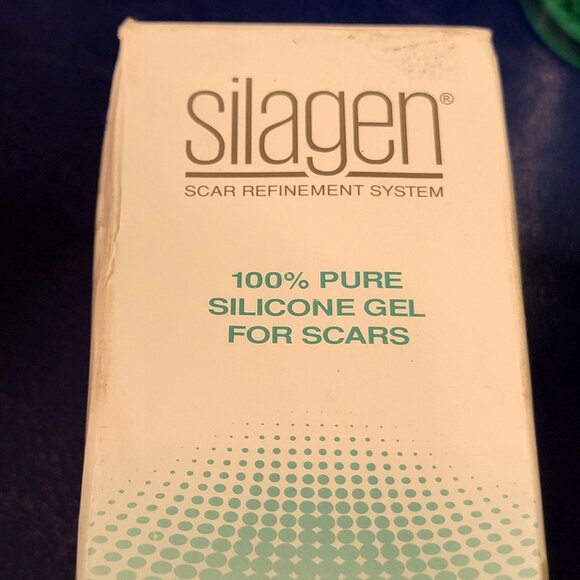 silagen®
SCAR REFINEMENT SYSTEM
100% PURE
SILICONE GEL
FOR SCARS